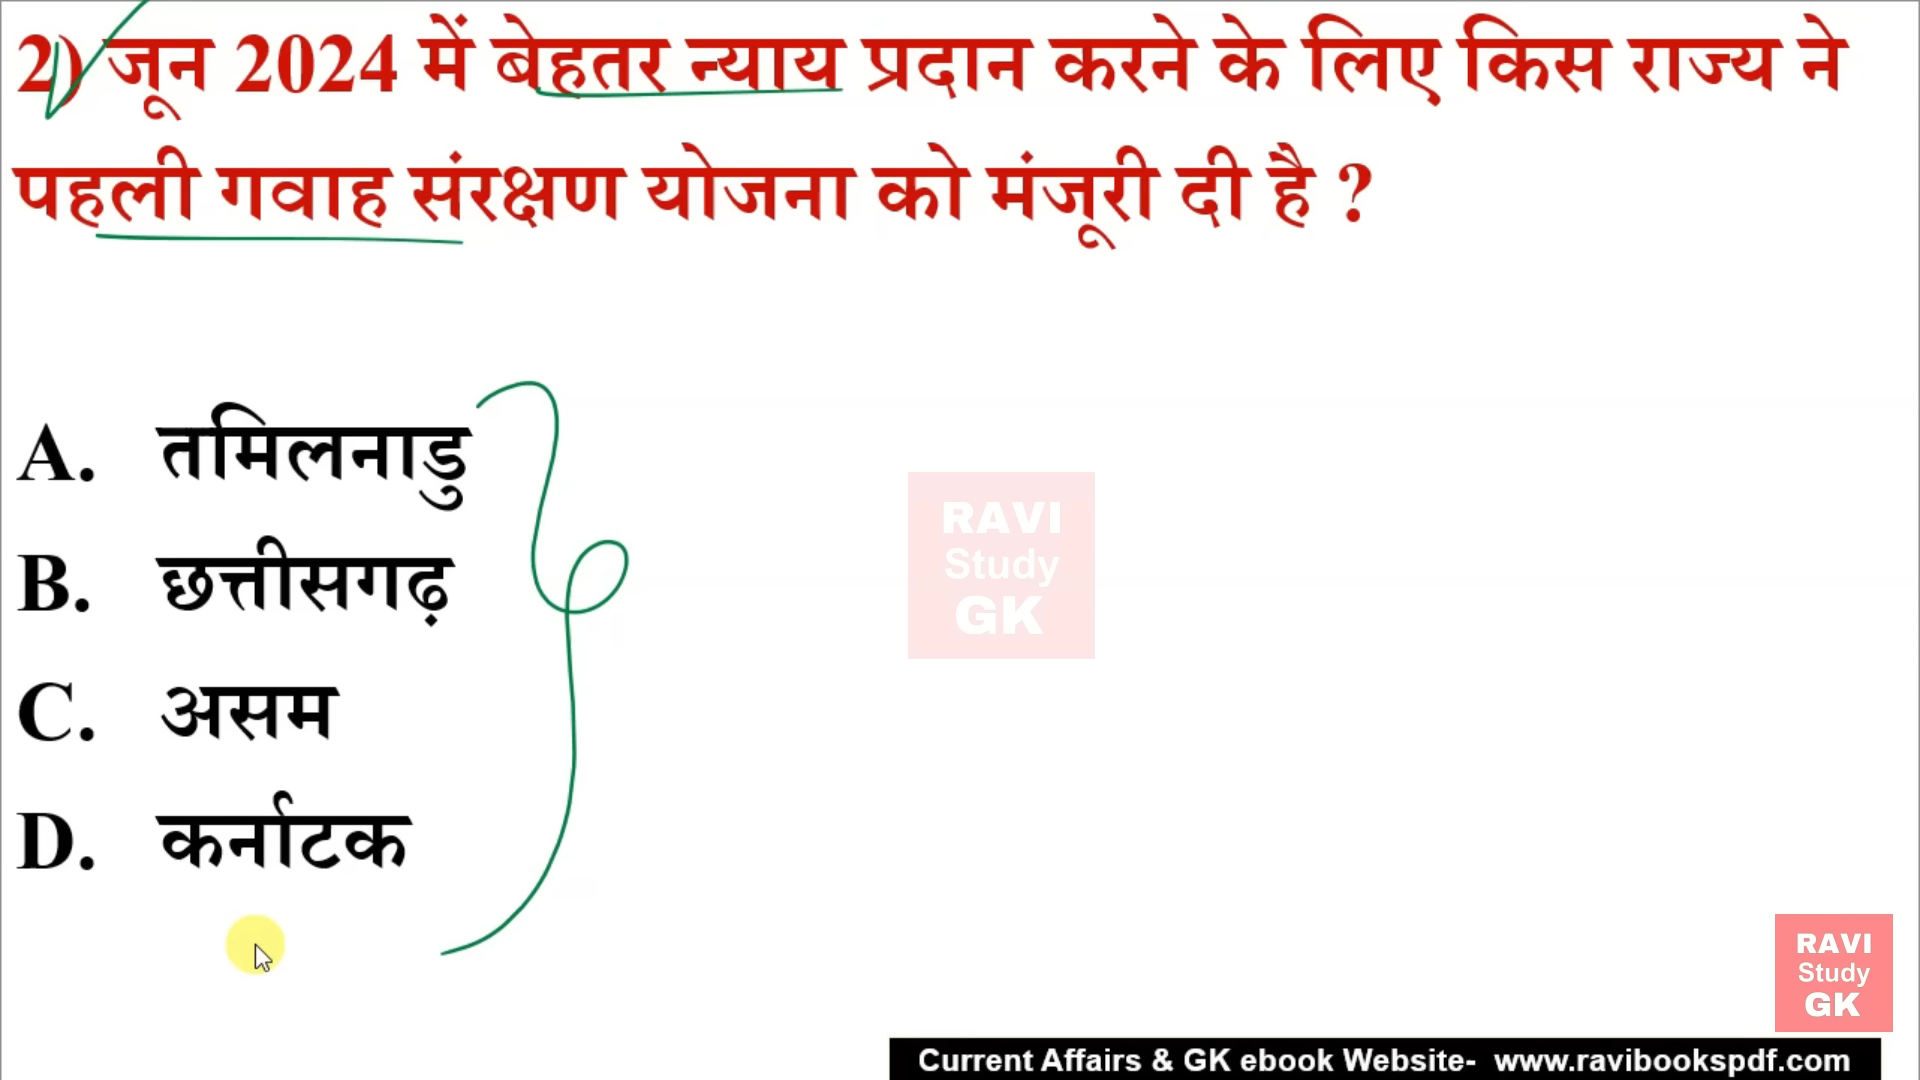 2) जून 2024 में बेहतर न्याय प्रदान करने के लिए किस राज्य ने
पहली गवाह संरक्षण योजना को मंजूरी दी है ?
A. तमिलनाडु
B. छत्तीसगढ़
C. असम
D. कर्नाटक
RAVI
Study
GK
RAVI
Study
GK
Current Affairs & GK ebook Website- www.ravibookspdf.com